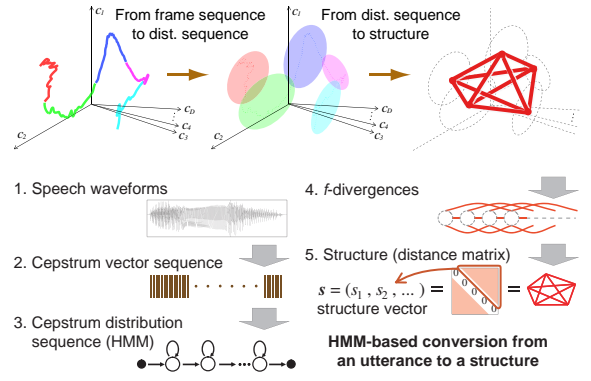 From frame sequence
to dist. sequence
From dist. sequence
to structure
c1
c2
cD
c4
c3
c1
c2
cD
c4
c3
1. Speech waveforms
2. Cepstrum vector sequence
3. Cepstrum distribution
sequence (HMM)
4. f-divergences
5. Structure (distance matrix)
s = (s1 , s2 , ... ) = 0 0 0 0 0 =
structure vector
HMM-based conversion from
an utterance to a structure